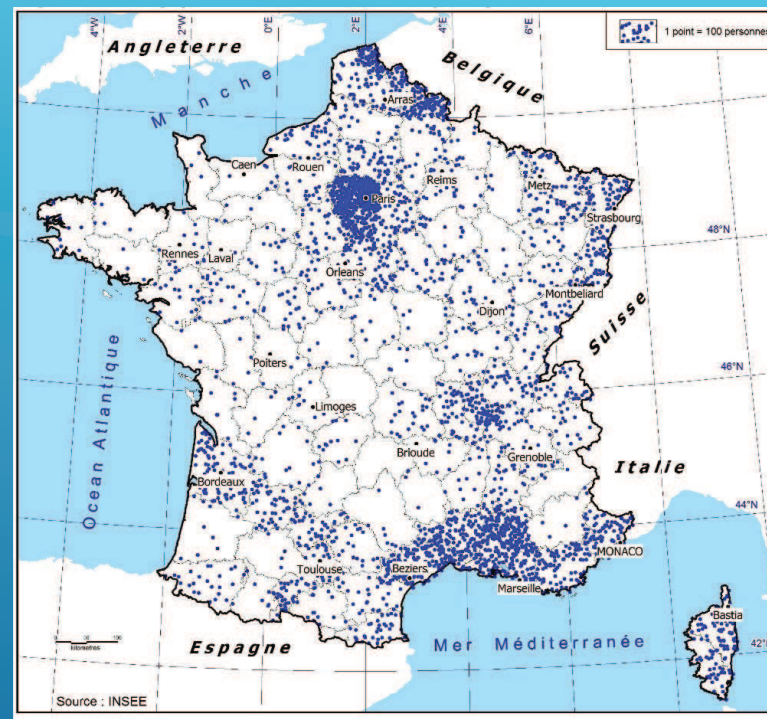 4°W
2°W
0°E
2°E
4°E
6°E
1 point = 100 personnes
Angleterre
Belgique
Manche
Arras
Caen
Rouen
Reims
Metz
Paris
Strasbourg
48°N
Rennes
Laval
Orleans
Montbeliard
Dijon
Suisse
Ocean Atlantique
Poitiers
46°N
Limoges
Brioude
Grenoble
Italie
Bordeaux
44°N
MONACO
Toulouse
Beziers
Marseille
Bastia
Espagne
Mer Méditerranée
42°N
kilometres
Source : INSEE